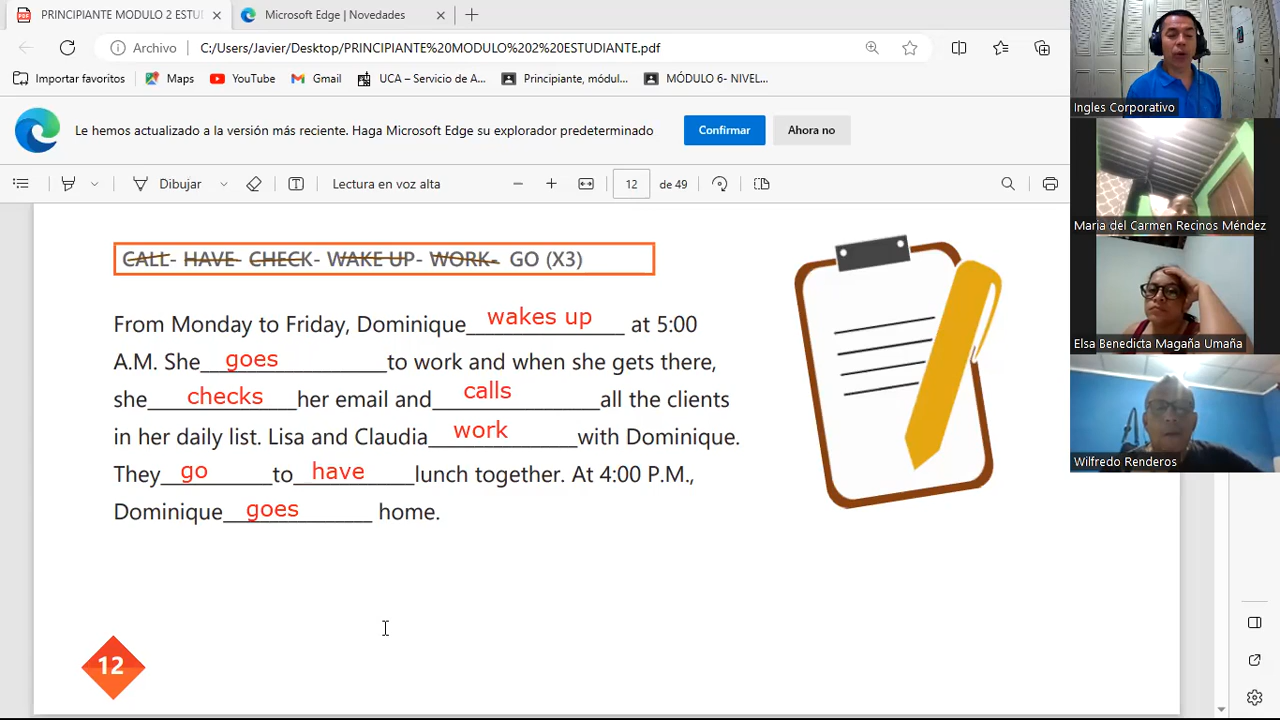 PRINCIPIANTE MODULO 2 ESTU
Microsoft Edge | Novedades
Archivo
C:/Users/Javier/Desktop/PRINCIPIANTE%20MODULO%202%20ESTUDIANTE.pdf
Importar favoritos
Maps
YouTube
Gmail
UCA – Servicio de A...
Principiante, módul...
MÓDULO 6- NIVEL...
Le hemos actualizado a la versión más reciente. Haga Microsoft Edge su explorador predeterminado
Confirmar
Ahora no
Dibujar
Lectura en voz alta
12
de 49
CALL- HAVE- CHECK- WAKE UP- WORK- GO (X3)
From Monday to Friday, Dominique wakes up at 5:00
A.M. She goes to work and when she gets there,
she checks her email and calls all the clients
in her daily list. Lisa and Claudia work with Dominique.
They go to have lunch together. At 4:00 P.M.,
Dominique goes home.
12
Ingles Corporativo
Maria del Carmen Recinos Méndez
Elsa Benedicta Magaña Umaña
Wilfredo Renderos